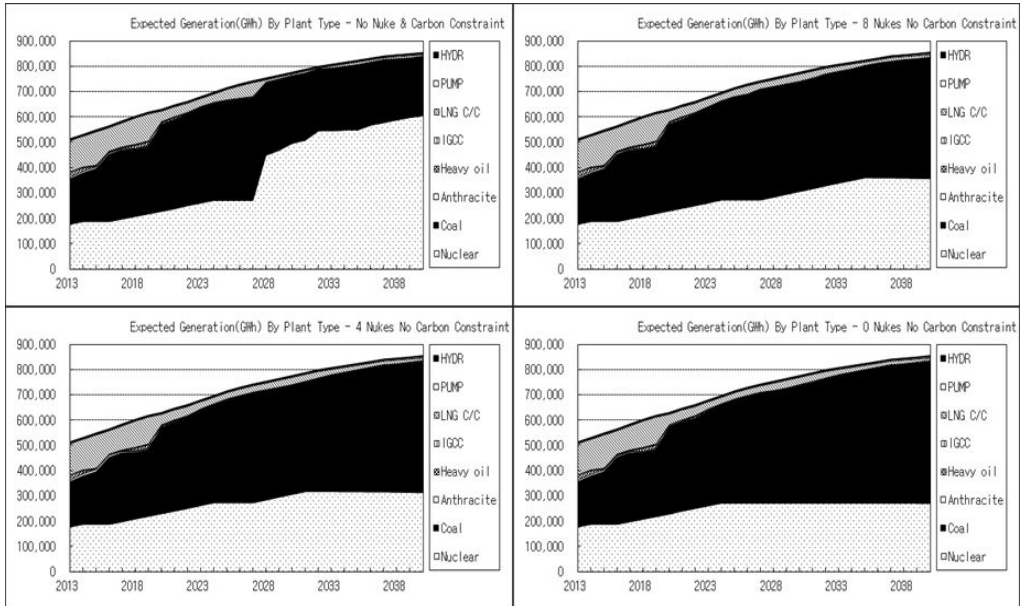 Expected Generation(GWh) By Plant Type - No Nuke & Carbon Constraint
900,000
800,000
700,000
600,000
500,000
400,000
300,000
200,000
100,000
0
2013 2018 2023 2028 2033 2038
HYDR
PUMP
LNG C/C
IGCC
Heavy oil
Anthracite
Coal
Nuclear
Expected Generation(GWh) By Plant Type - 8 Nukes No Carbon Constraint
900,000
800,000
700,000
600,000
500,000
400,000
300,000
200,000
100,000
0
2013 2018 2023 2028 2033 2038
HYDR
PUMP
LNG C/C
IGCC
Heavy oil
Anthracite
Coal
Nuclear
Expected Generation(GWh) By Plant Type - 4 Nukes No Carbon Constraint
900,000
800,000
700,000
600,000
500,000
400,000
300,000
200,000
100,000
0
2013 2018 2023 2028 2033 2038
HYDR
PUMP
LNG C/C
IGCC
Heavy oil
Anthracite
Coal
Nuclear
Expected Generation(GWh) By Plant Type - 0 Nukes No Carbon Constraint
900,000
800,000
700,000
600,000
500,000
400,000
300,000
200,000
100,000
0
2013 2018 2023 2028 2033 2038
HYDR
PUMP
LNG C/C
IGCC
Heavy oil
Anthracite
Coal
Nuclear